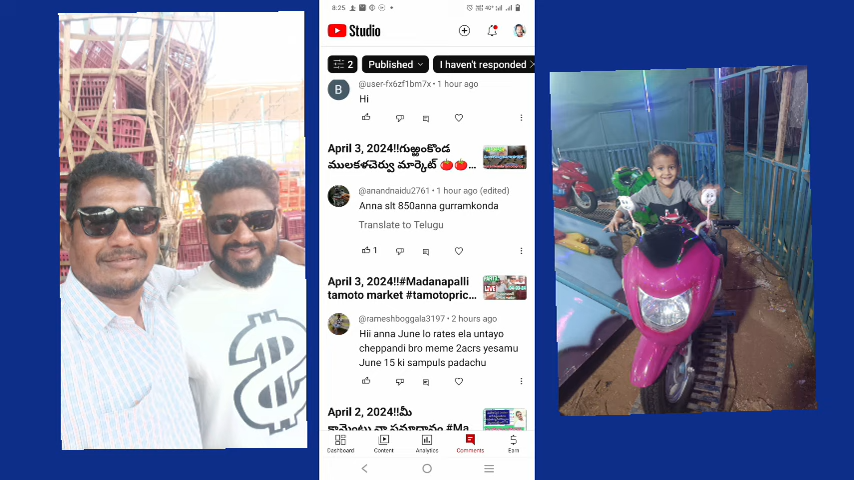 8:25
Studio
2
Published
I haven't responded
B
@user-fx6zf1bm7x • 1 hour ago
Hi
April 3, 2024!!గుఱ్ఱంకొండ
ములకళచెర్వు మార్కెట్ 🍅🍅...
@anandnaidu2761 • 1 hour ago (edited)
Anna slt 850anna gurramkonda
Translate to Telugu
1
April 3, 2024!!#Madanapalli
tamoto market #tamotopric...
@rameshboggala3197 • 2 hours ago
Hii anna June lo rates ela untayo
cheppandi bro meme 2acrs yesamu
June 15 ki sampuls padachu
April 2, 2024!!మీ
కామెంట్లు నా సమాధానం #Ma
Dashboard
Content
Analytics
Comments
Earn